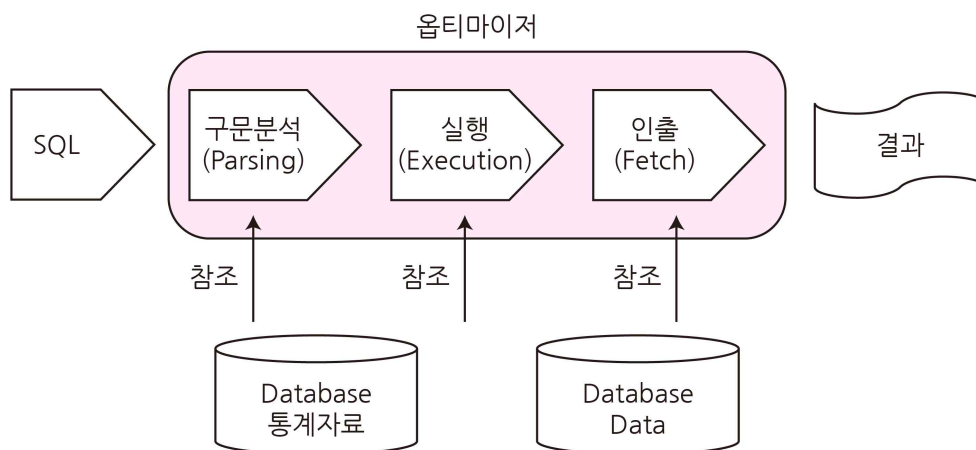 옵티마이저
SQL
구문분석
(Parsing)
실행
(Execution)
인출
(Fetch)
결과
참조
참조
참조
Database
통계자료
Database
Data